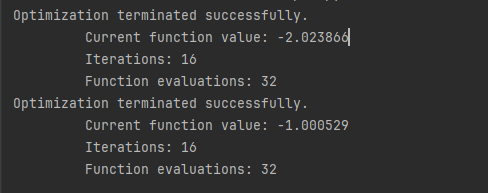 Optimization terminated successfully.
Current function value: -2.023866
Iterations: 16
Function evaluations: 32
Optimization terminated successfully.
Current function value: -1.000529
Iterations: 16
Function evaluations: 32